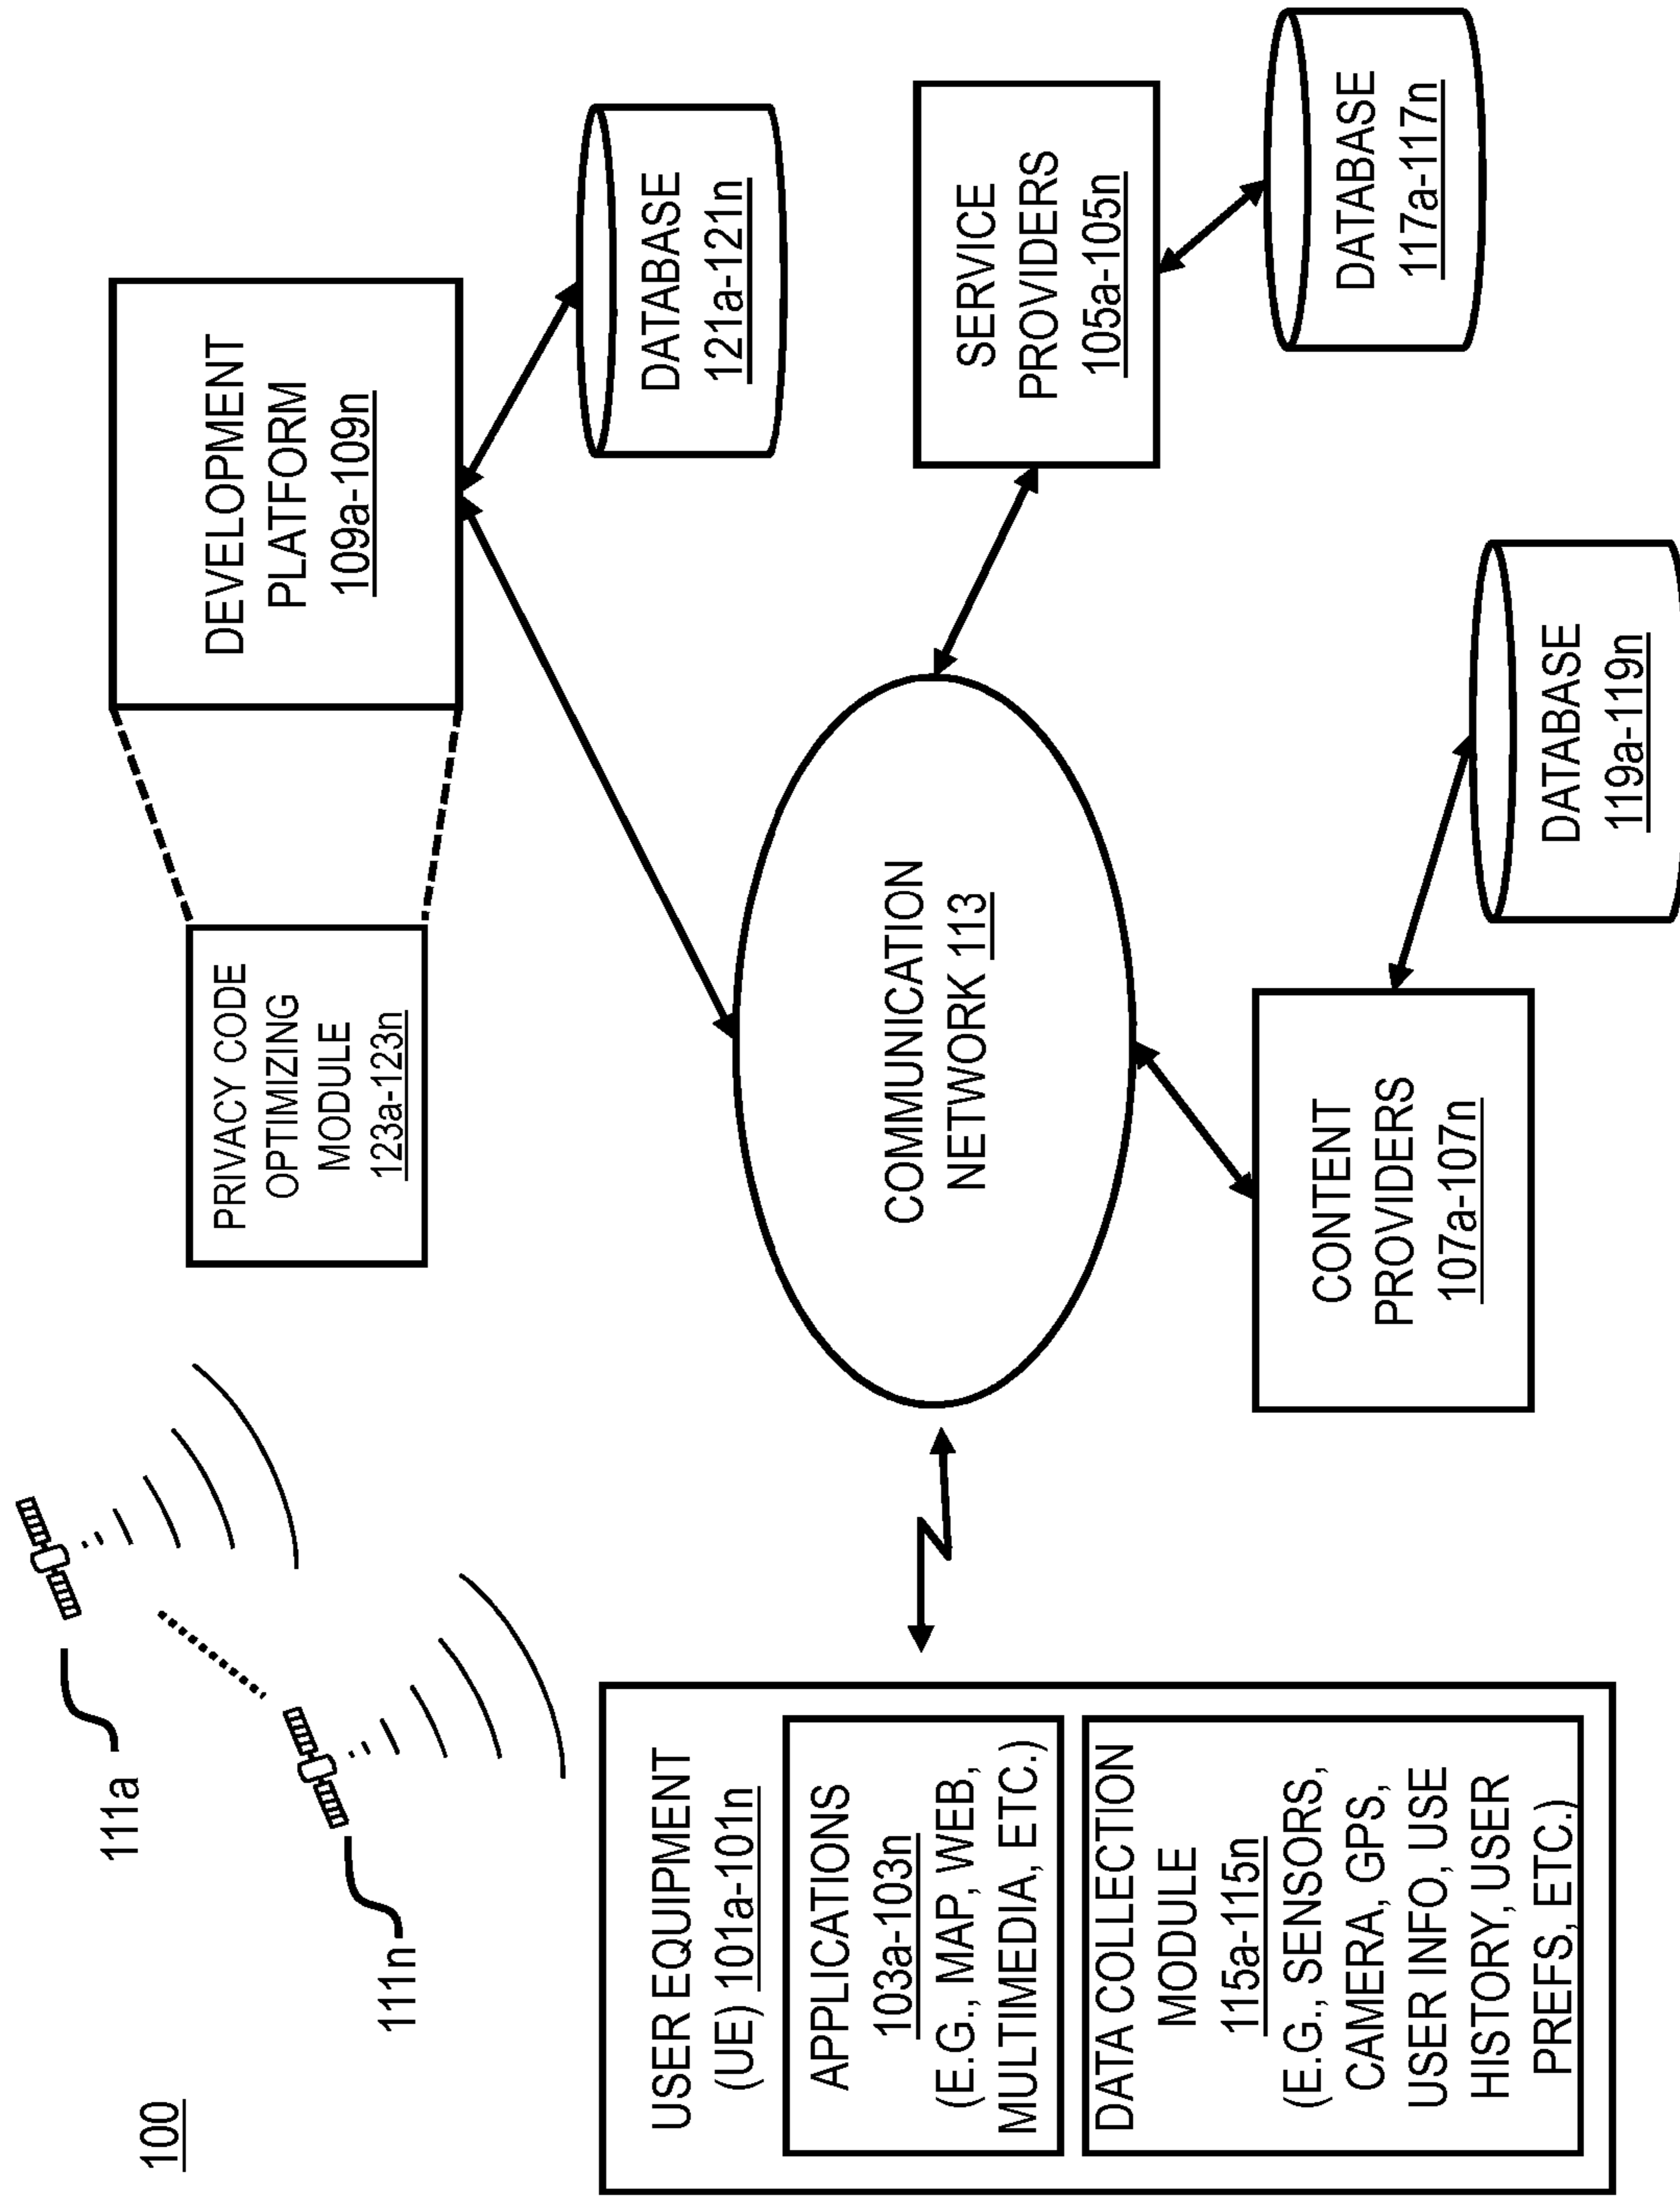 100
111a
111n
PRIVACY CODE
OPTIMIZING
MODULE
123a-123n
DEVELOPMENT
PLATFORM
109a-109n
DATABASE
121a-121n
USER EQUIPMENT
(UE) 101a-101n
APPLICATIONS
103a-103n
(E.G., MAP, WEB,
MULTIMEDIA, ETC.)
DATA COLLECTION
MODULE
115a-115n
(E.G., SENSORS,
CAMERA, GPS,
USER INFO, USE
HISTORY, USER
PREFS, ETC.)
COMMUNICATION
NETWORK 113
SERVICE
PROVIDERS
105a-105n
DATABASE
117a-117n
CONTENT
PROVIDERS
107a-107n
DATABASE
119a-119n